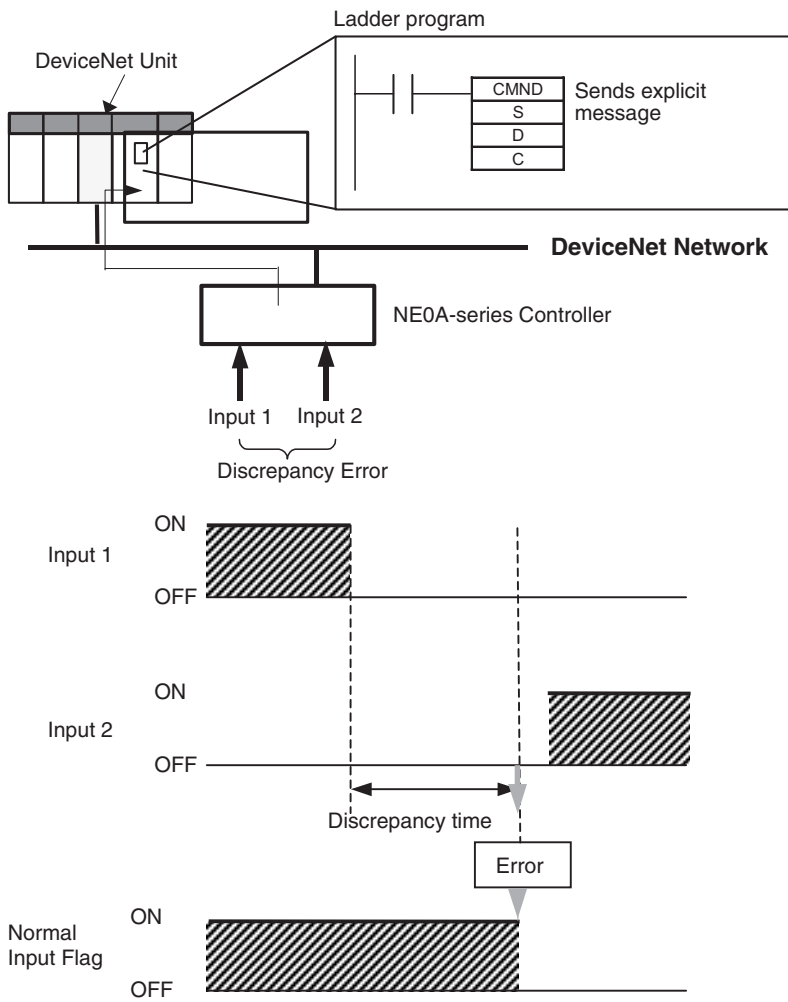 Ladder program
DeviceNet Unit
CMND
S
D
C
Sends explicit
message
DeviceNet Network
NE0A-series Controller
Input 1
Input 2
Discrepancy Error
ON
Input 1
OFF
ON
Input 2
OFF
Discrepancy time
Error
ON
Normal
Input Flag
OFF